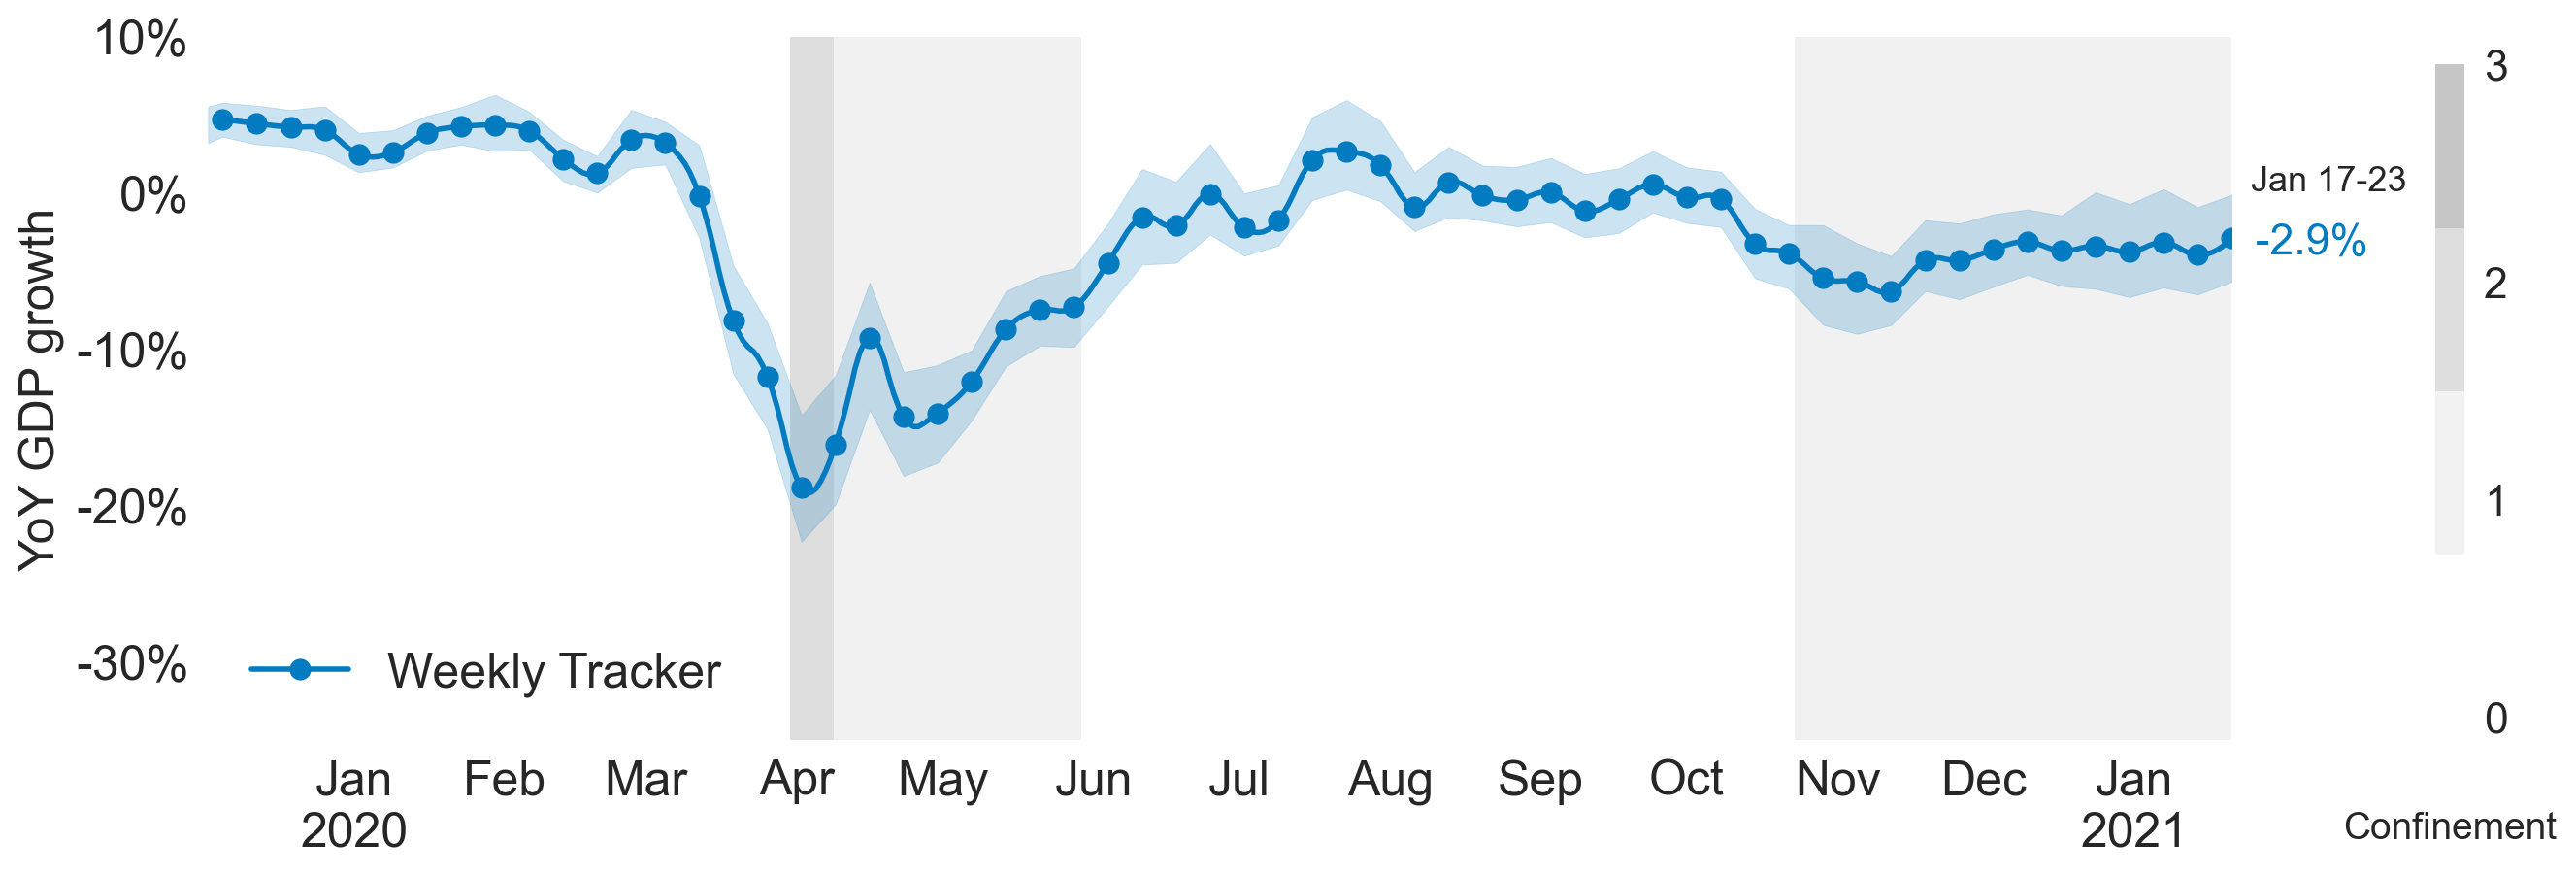 YoY GDP growth
10%
0%
-10%
-20%
-30%
Weekly Tracker
Jan Feb Mar Apr May Jun Jul Aug Sep Oct Nov Dec Jan
2020 2021
Jan 17-23
-2.9%
3
2
1
0
Confinement